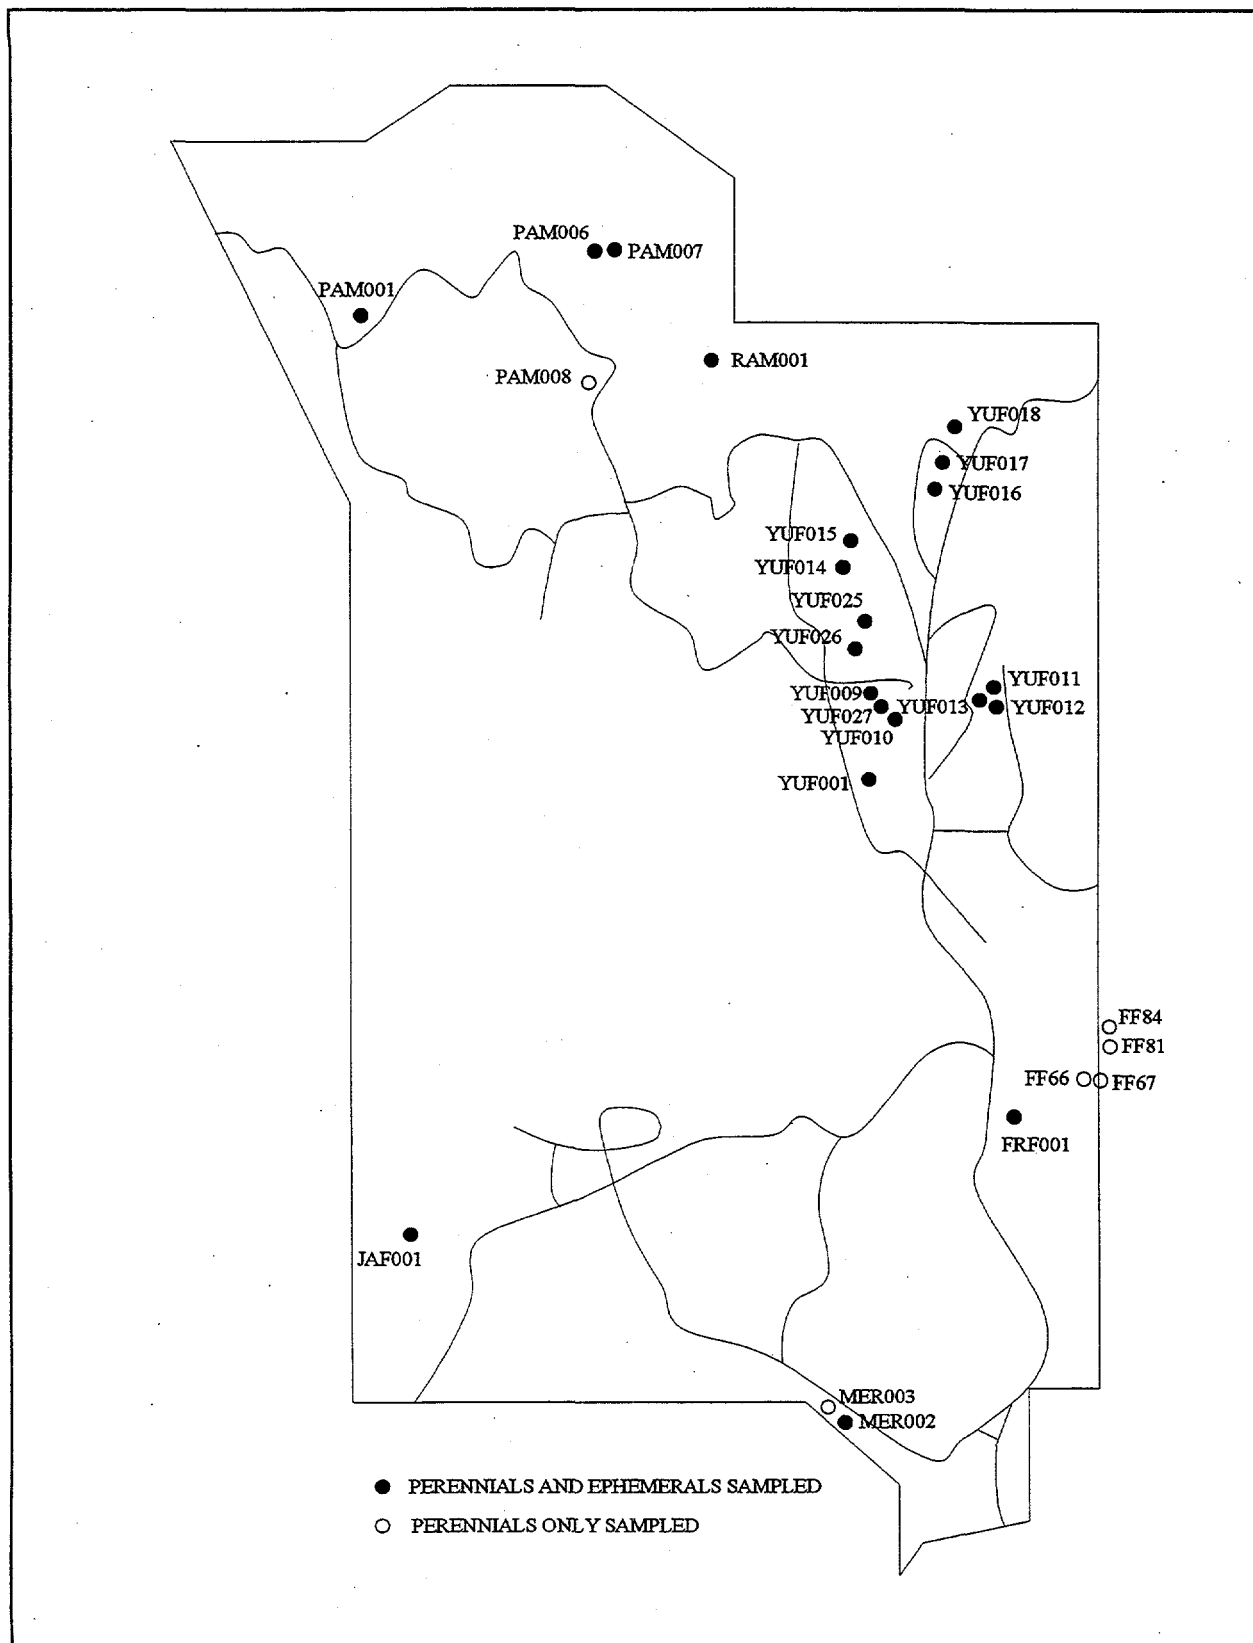 PAM006
PAM007
PAM001
RAM001
PAM008
YUF018
YUF017
YUF016
YUF015
YUF014
YUF025
YUF026
YUF011
YUF009
YUF013
YUF012
YUF027
YUF010
YUF001
FF84
FF81
FF66
FF67
FRF001
JAF001
MER003
MER002
PERENNIALS AND EPHEMERALS SAMPLED
PERENNIALS ONLY SAMPLED